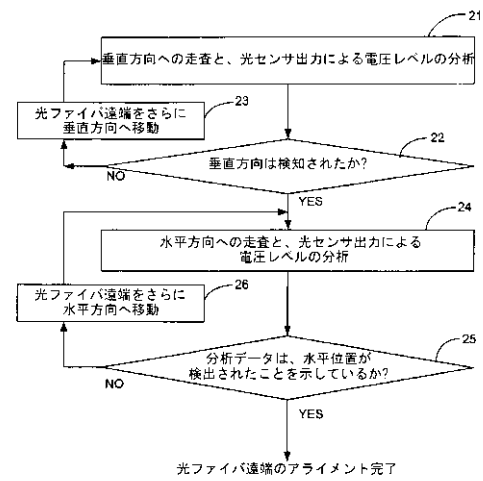 21
垂直方向への走査と、光センサ出力による電圧レベルの分析
23
光ファイバ遠端をさらに
垂直方向へ移動
22
垂直方向は検知されたか?
NO
YES
24
水平方向への走査と、光センサ出力による
電圧レベルの分析
26
光ファイバ遠端をさらに
水平方向へ移動
25
分析データは、水平位置が
検出されたことを示しているか?
NO
YES
光ファイバ遠端のアライメント完了